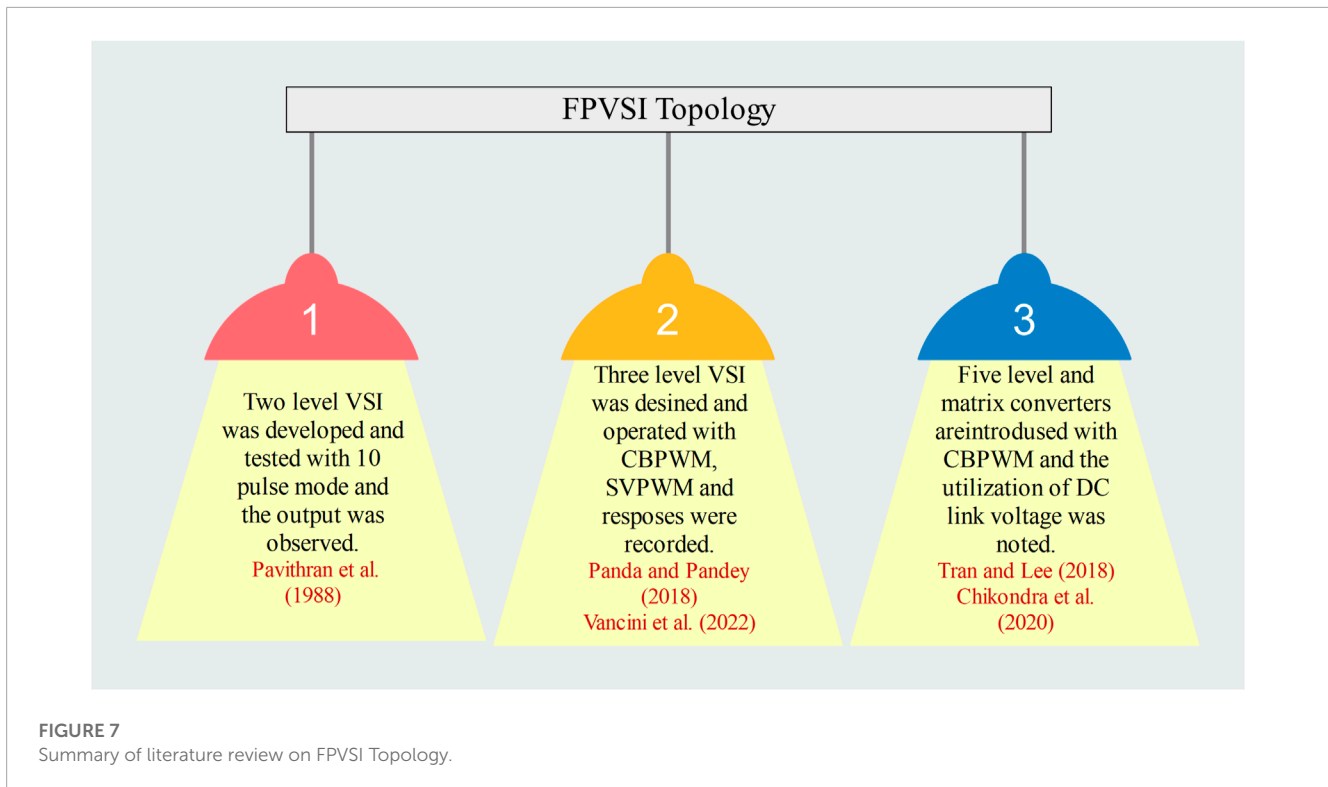 FPVSI Topology
1
Two level VSI
was developed and
tested with 10
pulse mode and
the output was
observed.
Pavithran et al.
(1988)
2
Three level VSI
was desined and
operated with
CBPWM,
SVPWM and
resposes were
recorded.
Panda and Pandey
(2018)
Vancini et al. (2022)
3
Five level and
matrix converters
areintrodused with
CBPWM and the
utilization of DC
link voltage was
noted.
Tran and Lee (2018)
Chikondra et al.
(2020)
FIGURE 7
Summary of literature review on FPVSI Topology.